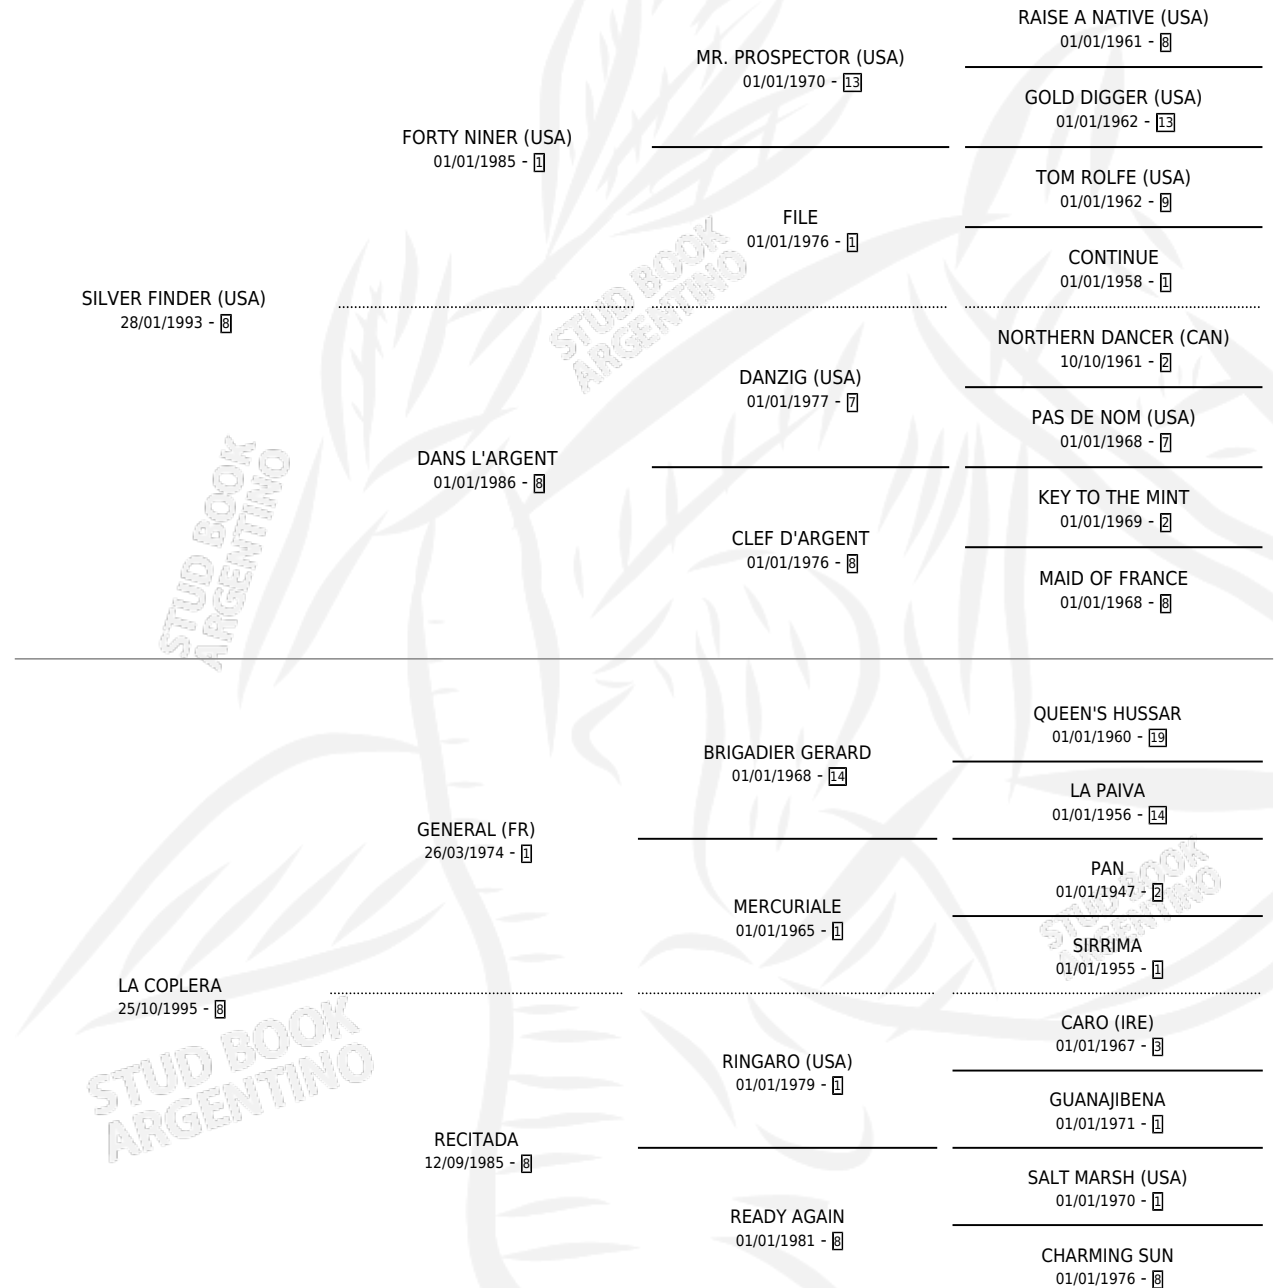 RAISE A NATIVE (USA)
01/01/1961 - 8
MR. PROSPECTOR (USA)
01/01/1970 - 13
GOLD DIGGER (USA)
01/01/1962 - 13
FORTY NINER (USA)
01/01/1985 - 1
TOM ROLFE (USA)
01/01/1962 - 9
FILE
01/01/1976 - 1
CONTINUE
01/01/1958 - 1
SILVER FINDER (USA)
28/01/1993 - 8
STUD BOOK
ARGENTINO
NORTHERN DANCER (CAN)
10/10/1961 - 2
DANZIG (USA)
01/01/1977 - 7
PAS DE NOM (USA)
01/01/1968 - 7
DANS L'ARGENT
01/01/1986 - 8
KEY TO THE MINT
01/01/1969 - 2
CLEF D'ARGENT
01/01/1976 - 8
MAID OF FRANCE
01/01/1968 - 8
STUD BOOK
ARGENTINO
QUEEN'S HUSSAR
01/01/1960 - 19
BRIGADIER GERARD
01/01/1968 - 14
LA PAIVA
01/01/1956 - 14
GENERAL (FR)
26/03/1974 - 1
PAN
01/01/1947 - 2
MERCURIALE
01/01/1965 - 1
STUD BOOK
ARGENTINO
SIRRIMA
01/01/1955 - 1
LA COPLERA
25/10/1995 - 8
STUD BOOK
ARGENTINO
CARO (IRE)
01/01/1967 - 3
RINGARO (USA)
01/01/1979 - 1
GUANAJIBENA
01/01/1971 - 1
RECITADA
12/09/1985 - 8
SALT MARSH (USA)
01/01/1970 - 1
READY AGAIN
01/01/1981 - 8
CHARMING SUN
01/01/1976 - 8